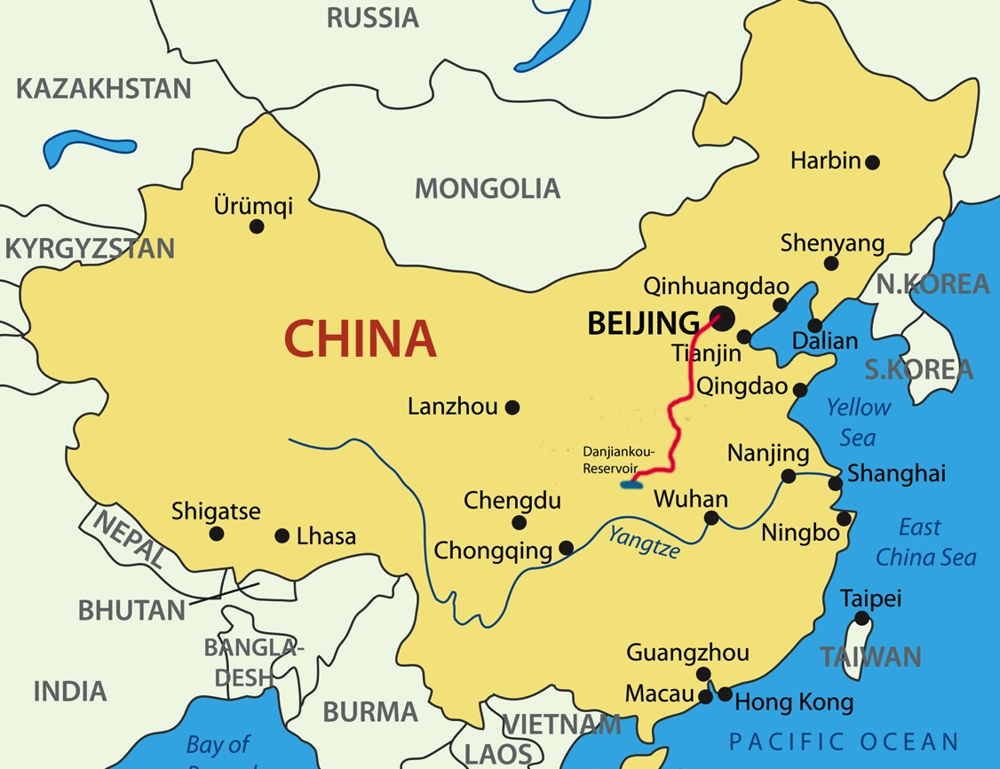 RUSSIA
KAZAKHSTAN
Harbin
MONGOLIA
Ürümqi
KYRGYZSTAN
Shenyang
N.KOREA
Qinhuangdao
BEIJING
CHINA
Dalian
Tianjin
S.KOREA
Qingdao
Lanzhou
Yellow
Sea
Danjiankou-
Reservoir
Nanjing
Shanghai
Chengdu
Wuhan
Shigatse
NEPAL
Lhasa
Chongqing
Yangtze
Ningbo
East
China Sea
Taipei
BHUTAN
BANGLA-
DESH
Guangzhou
TAIWAN
INDIA
Macau
Hong Kong
BURMA
VIETNAM
PACIFIC OCEAN
Bay of
LAOS